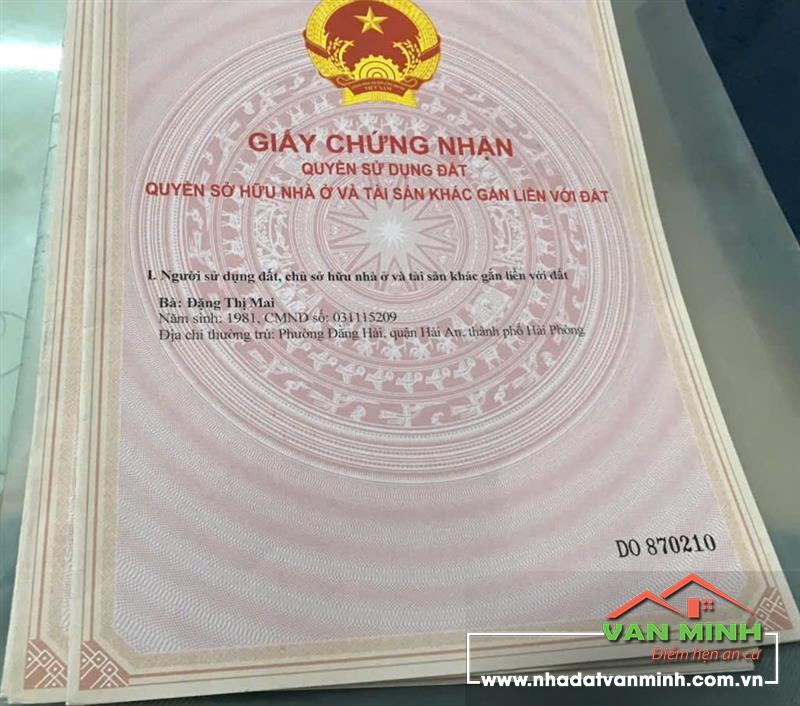 VIỆT NAM
GIẤY CHỨNG NHẬN
QUYỀN SỬ DỤNG ĐẤT
QUYỀN SỞ HỮU NHÀ Ở VÀ TÀI SẢN KHÁC GẮN LIỀN VỚI ĐẤT
I. Người sử dụng đất, chủ sở hữu nhà ở và tài sản khác gắn liền với đất
Bà: Đặng Thị Mai
Năm sinh: 1981, CMND số: 031115209
Địa chỉ thường trú: Phường Đằng Hải, quận Hải An, thành phố Hải Phòng
DO 870210
VAN MINH
Điểm hẹn an cư
www.nhadatvanminh.com.vn